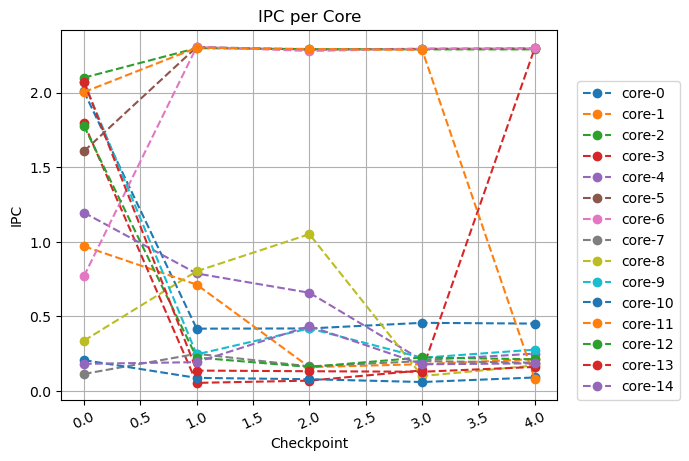 IPC per Core
IPC
2.0
1.5
1.0
0.5
0.0
0.0
0.5
1.0
1.5
2.0
2.5
3.0
3.5
4.0
Checkpoint
core-0
core-1
core-2
core-3
core-4
core-5
core-6
core-7
core-8
core-9
core-10
core-11
core-12
core-13
core-14